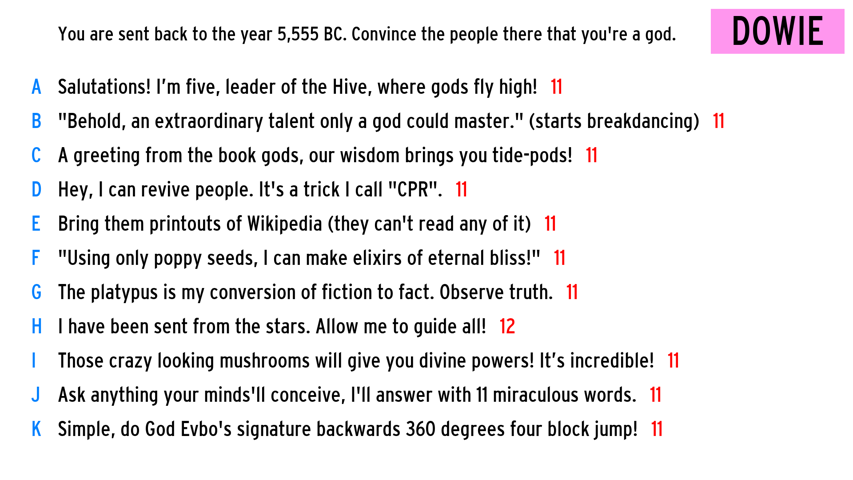 You are sent back to the year 5,555 BC. Convince the people there that you're a god.
DOWIE
A Salutations! I’m five, leader of the Hive, where gods fly high! 11
B "Behold, an extraordinary talent only a god could master." (starts breakdancing) 11
C A greeting from the book gods, our wisdom brings you tide-pods! 11
D Hey, I can revive people. It's a trick I call "CPR". 11
E Bring them printouts of Wikipedia (they can't read any of it) 11
F "Using only poppy seeds, I can make elixirs of eternal bliss!" 11
G The platypus is my conversion of fiction to fact. Observe truth. 11
H I have been sent from the stars. Allow me to guide all! 12
I Those crazy looking mushrooms will give you divine powers! It’s incredible! 11
J Ask anything your minds'll conceive, I'll answer with 11 miraculous words. 11
K Simple, do God Evbo's signature backwards 360 degrees four block jump! 11